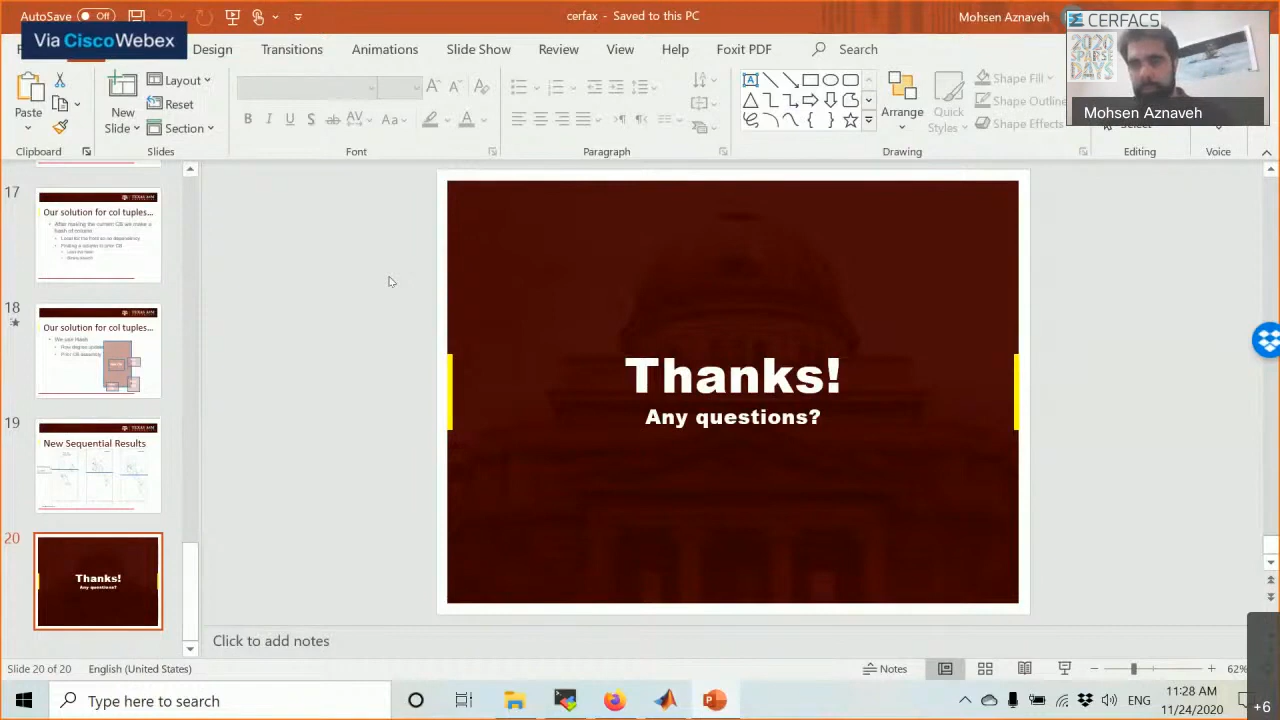 AutoSave Off
cerfax - Saved to this PC
Mohsen Aznaveh
Via Cisco Webex
CERFACS
2020
SPARSE
DAYS
Mohsen Aznaveh
Design Transitions Animations Slide Show Review View Help Foxit PDF Search
Paste
New
Slide
Layout
Reset
Section
B I U S ab AV Aa A
Arrange
Quick
Styles
Shape Fill
Shape Outline
Shape Effects
Select
Clipboard Slides Font Paragraph Drawing Editing Voice
17
Our solution for col tuples...
18
Our solution for col tuples...
19
New Sequential Results
20
Thanks!
Any questions?
Thanks!
Any questions?
Click to add notes
Slide 20 of 20 English (United States) Notes 62%
Type here to search
ENG
11:28 AM
11/24/2020
+6